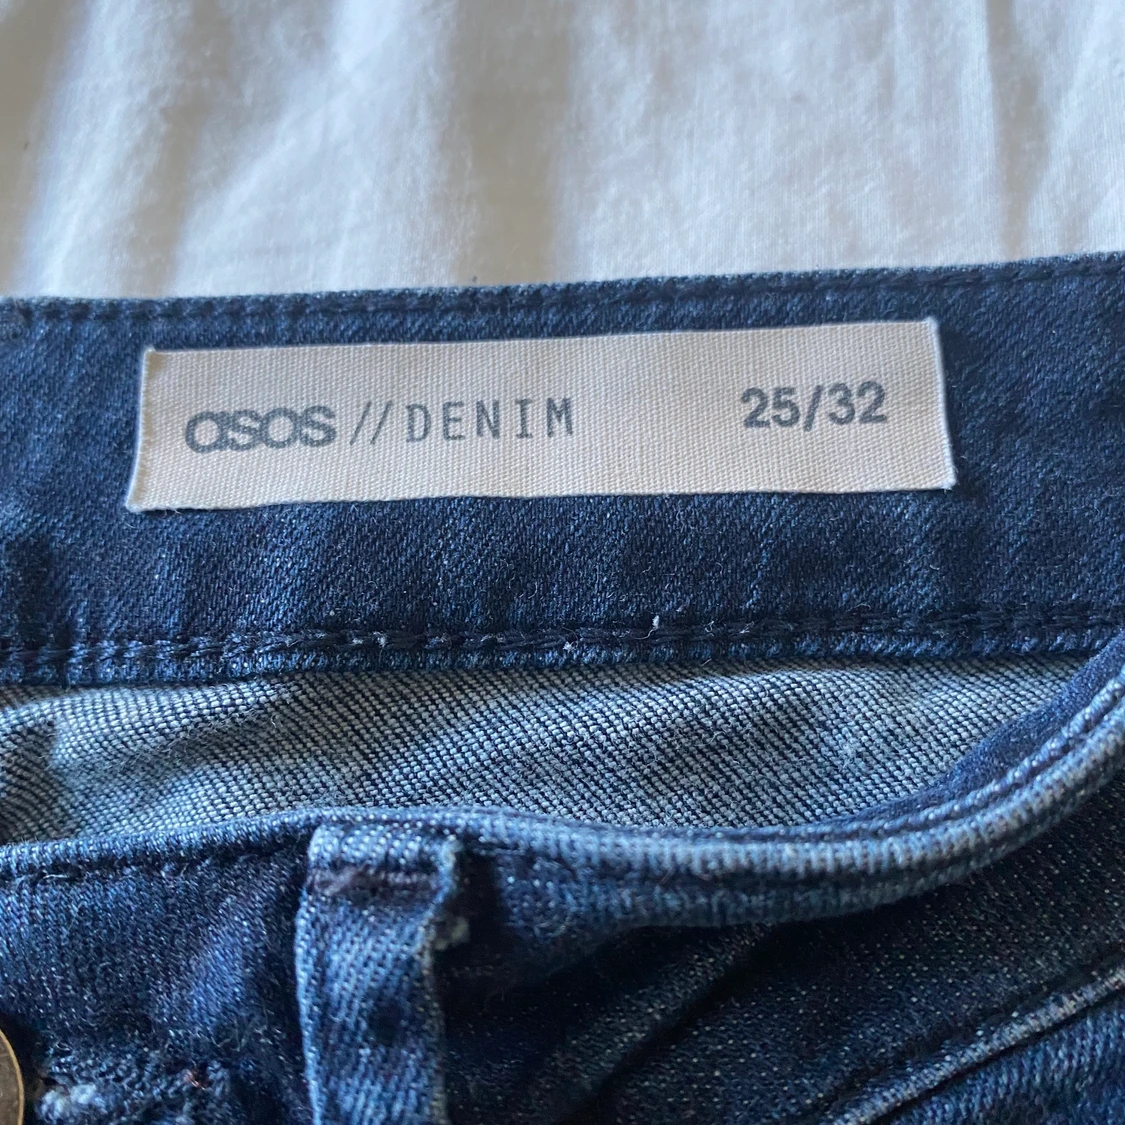 asos // DENIM 25/32